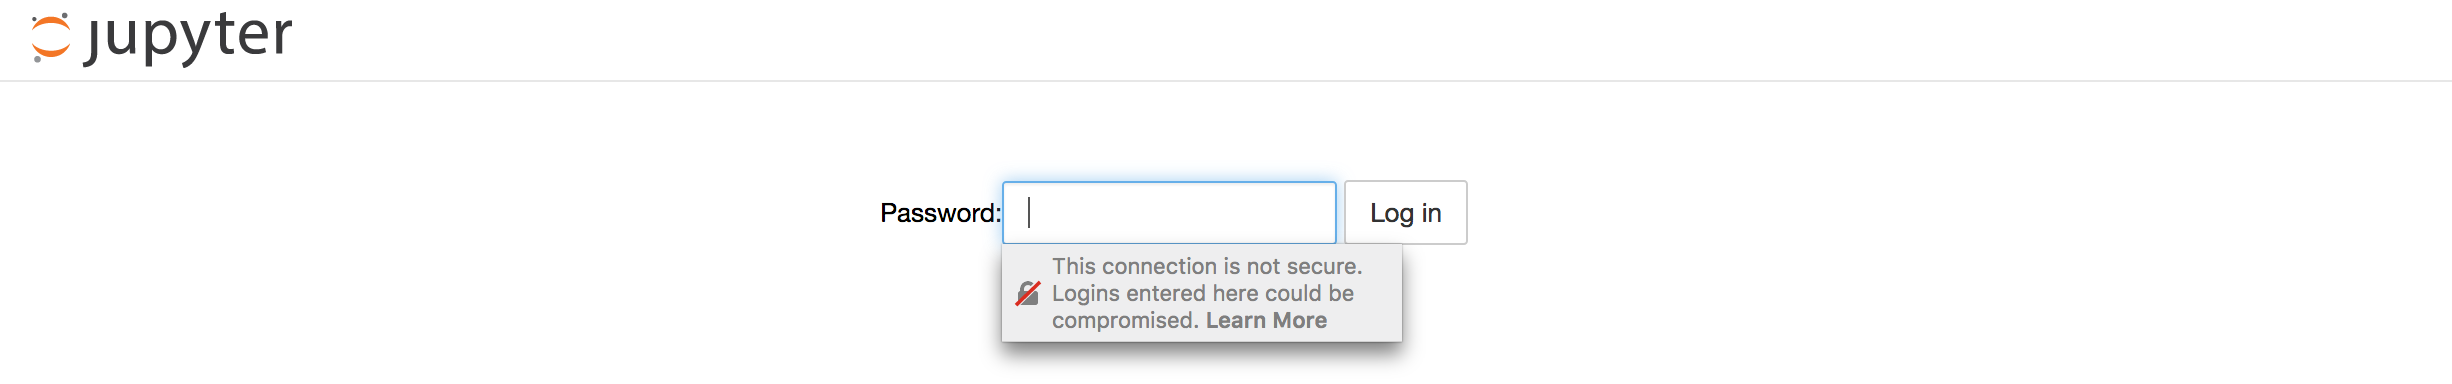 jupyter
Password: Log in
This connection is not secure.
Logins entered here could be
compromised. Learn More